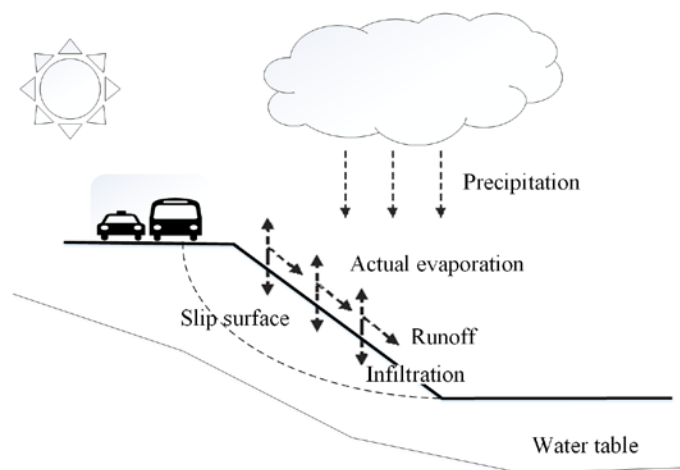 Precipitation
Actual evaporation
Slip surface
Runoff
Infiltration
Water table